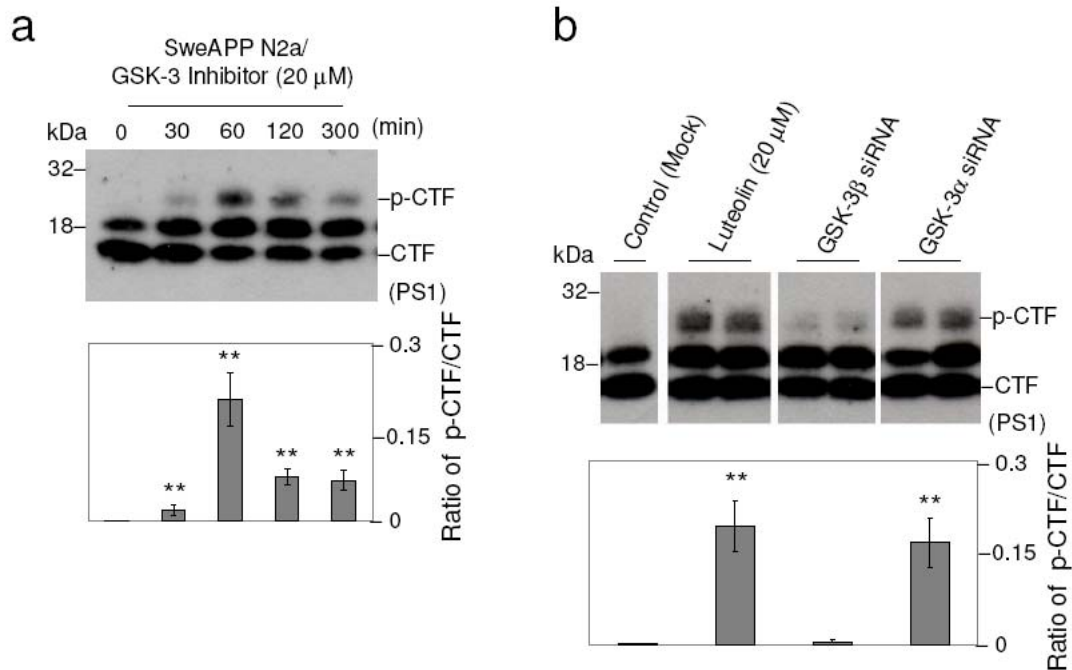 a
SweAPP N2a/
GSK-3 Inhibitor (20 μM)
kDa 0 30 60 120 300 (min)
32
p-CTF
18
CTF
(PS1)
0.3
**
** ** **
0.15
0
Ratio of p-CTF/CTF
b
Control (Mock)
Luteolin (20 μM)
GSK-3β siRNA
GSK-3α siRNA
kDa
32
p-CTF
18
CTF
(PS1)
0.3
** **
0.15
0
Ratio of p-CTF/CTF